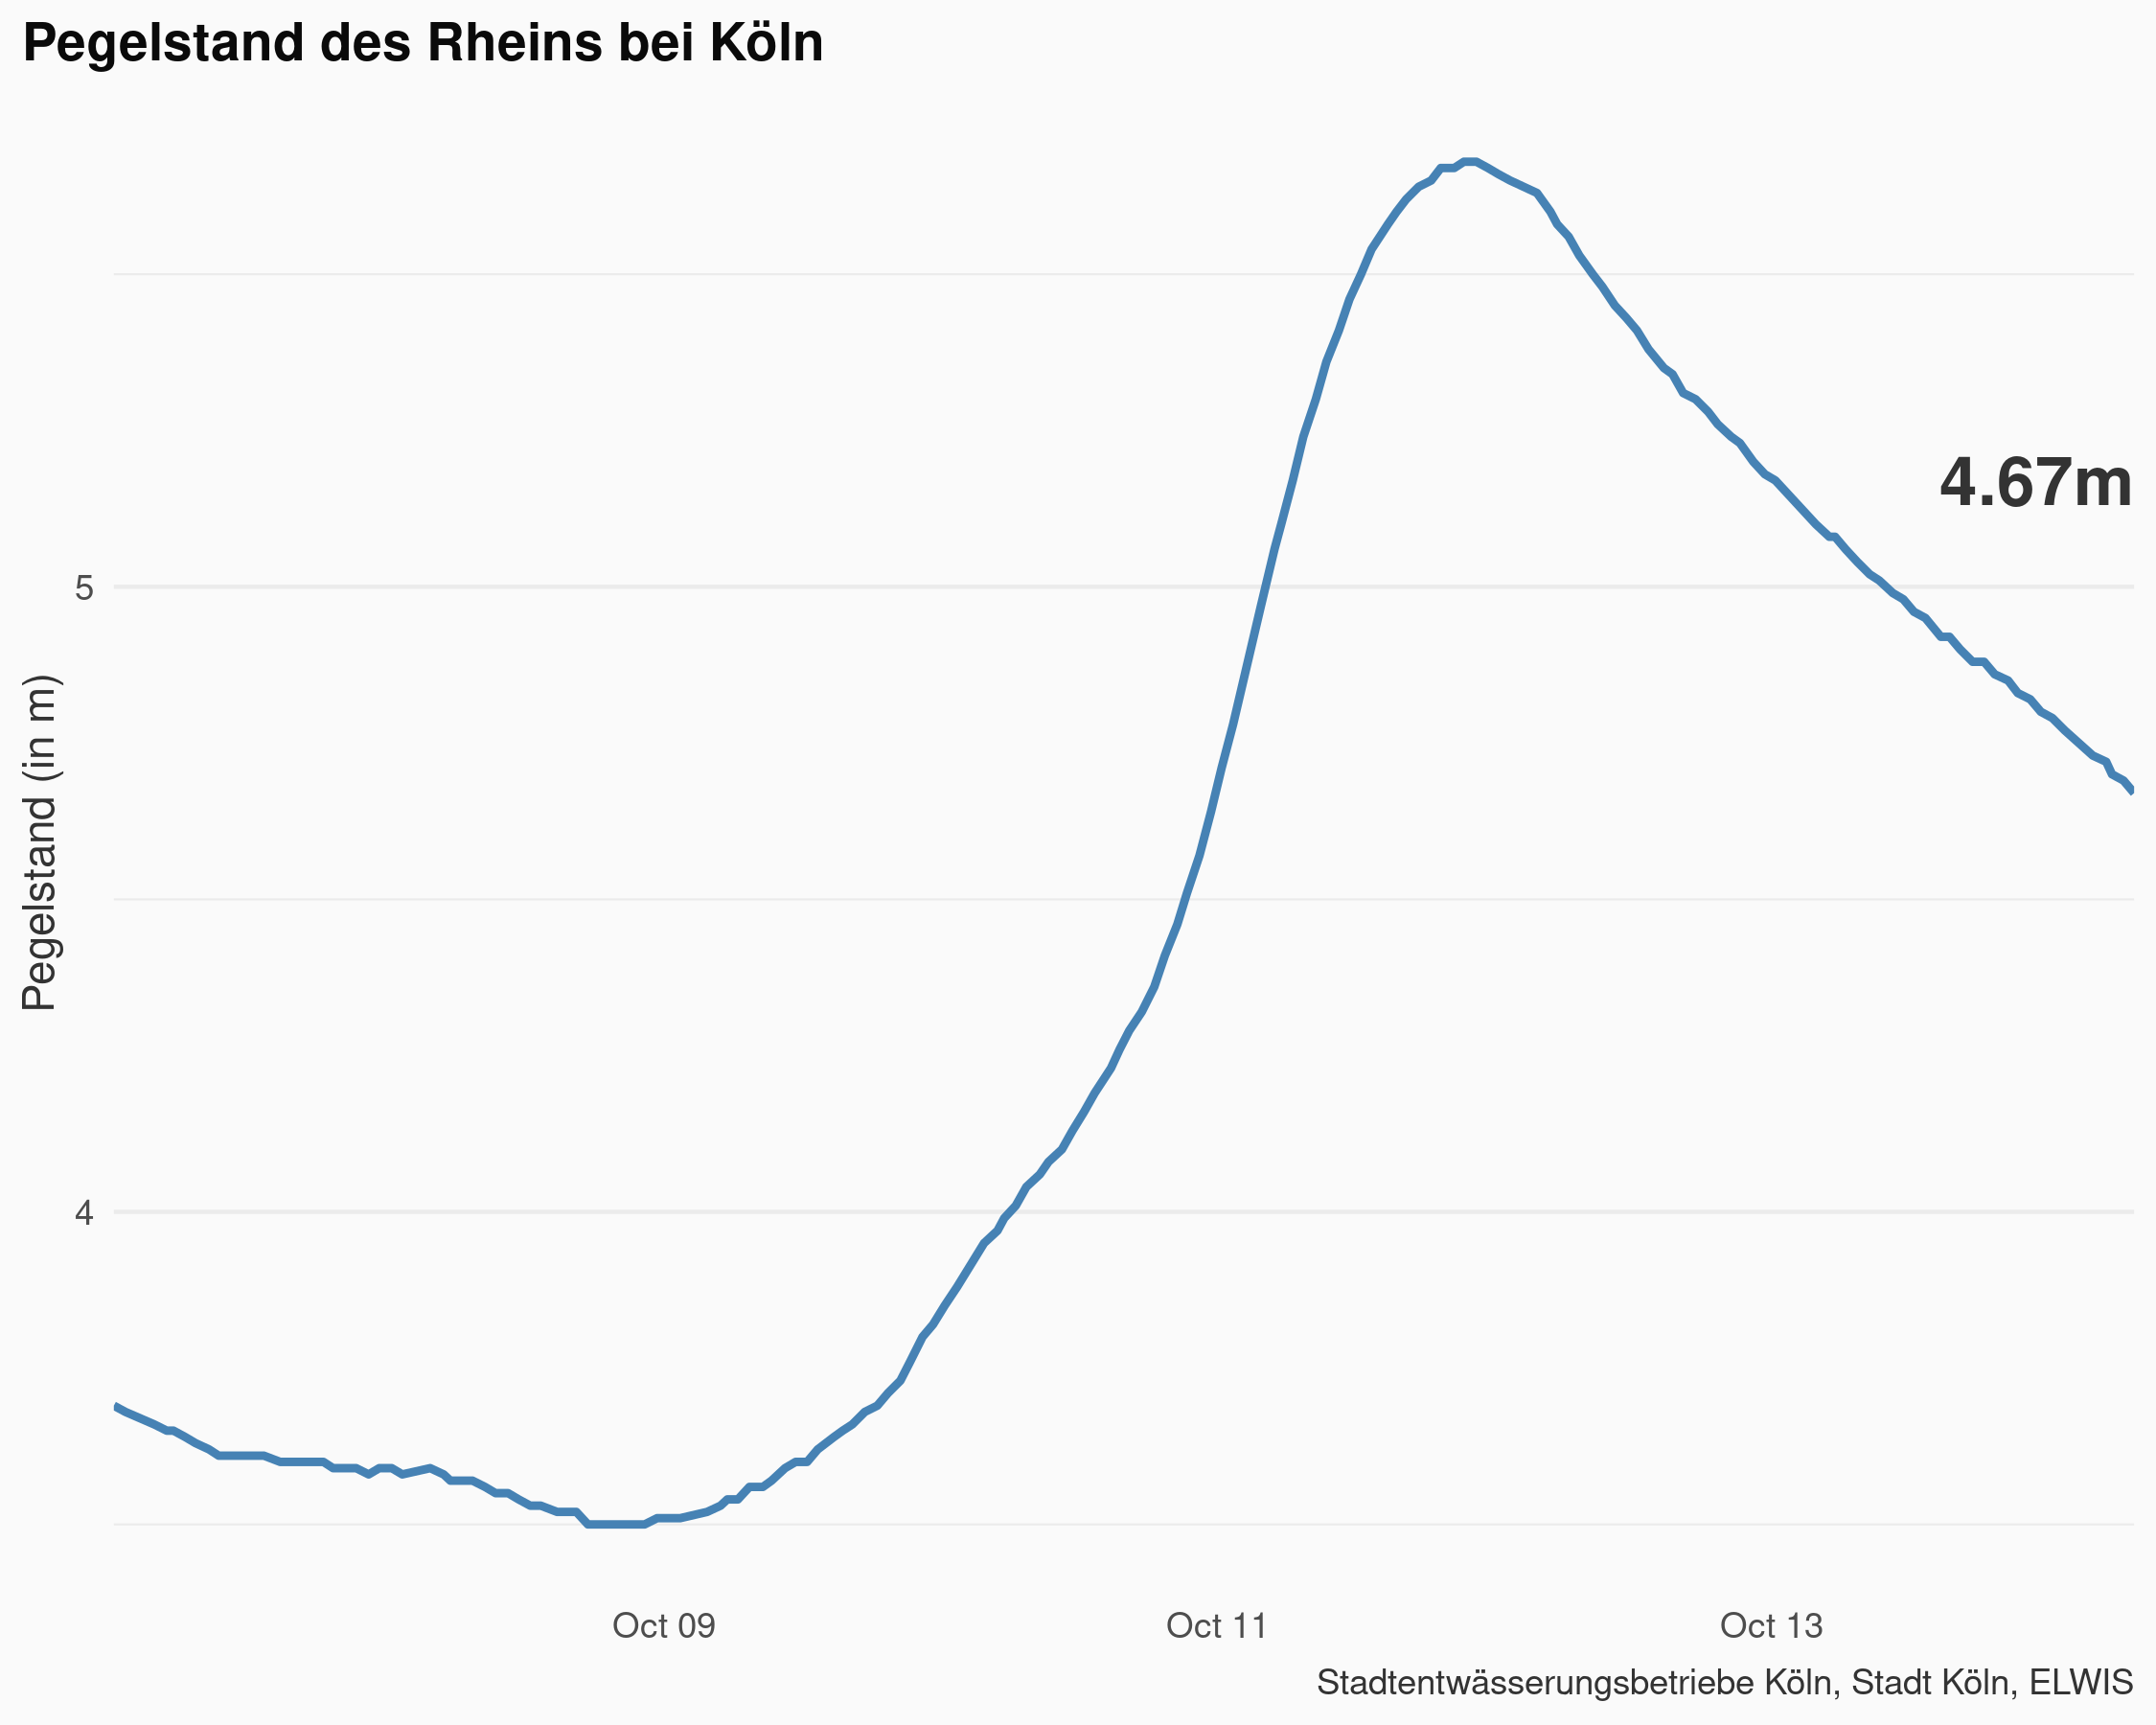 Pegelstand des Rheins bei Köln
4.67m
5
Pegelstand (in m)
4
Oct 09
Oct 11
Oct 13
Stadtentwässerungsbetriebe Köln, Stadt Köln, ELWIS